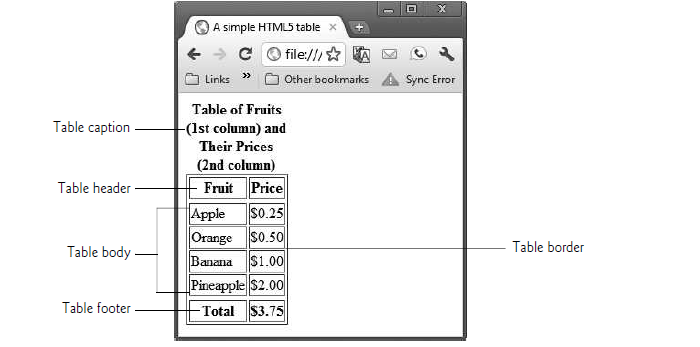 A simple HTML5 table
file:///
Links
»
Other bookmarks
Sync Error
Table of Fruits
(1st column) and
Their Prices
(2nd column)
Table caption
Table header
Fruit Price
Apple $0.25
Orange $0.50
Table body
Table border
Banana $1.00
Pineapple $2.00
Table footer
Total $3.75